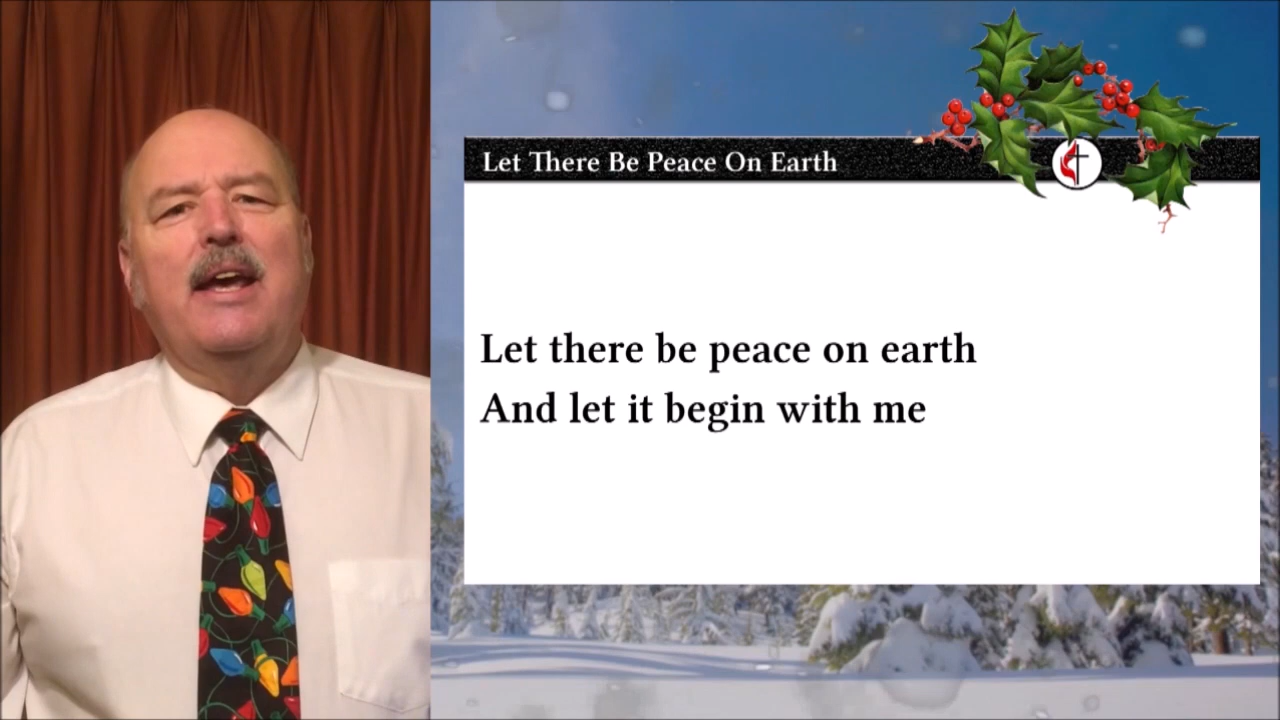 Let There Be Peace On Earth
Let there be peace on earth
And let it begin with me